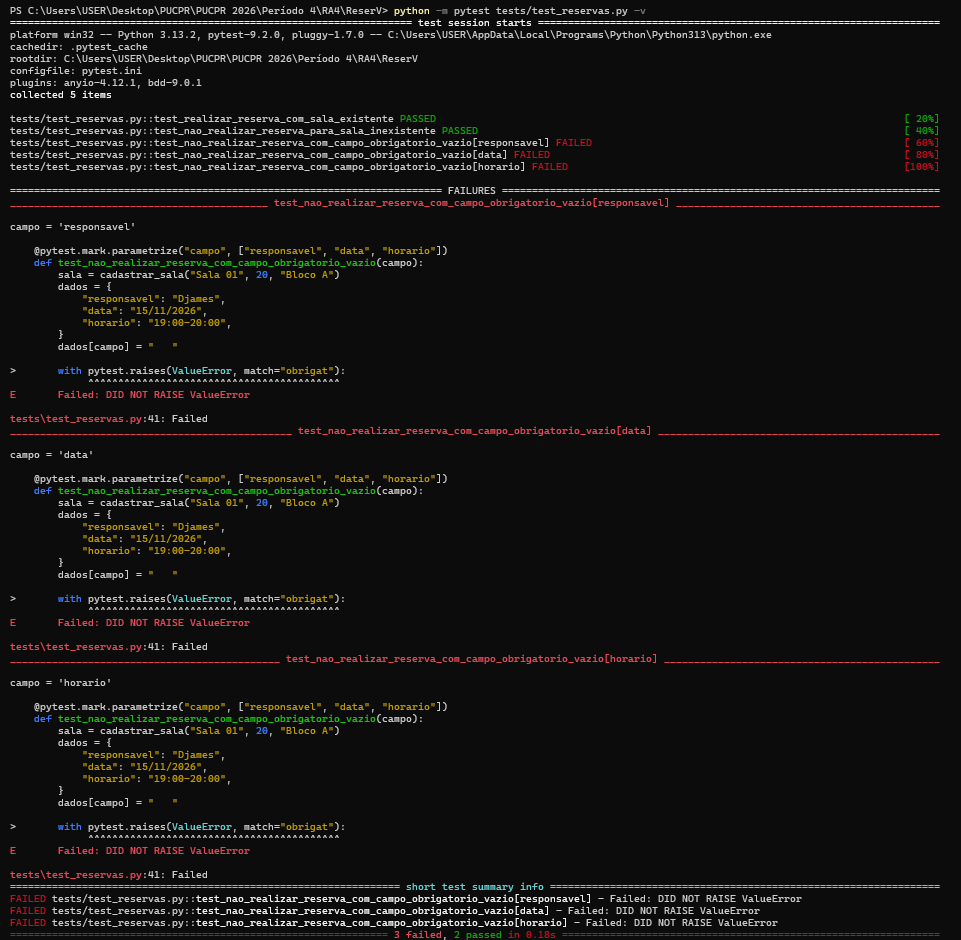 PS C:\Users\USER\Desktop\PUCPR\PUCPR 2026\Período 4\RA4\ReserV> python -m pytest tests/test_reservas.py -v
=================================================================== test session starts ===================================================================
platform win32 -- Python 3.13.2, pytest-9.2.0, pluggy-1.7.0 -- C:\Users\USER\AppData\Local\Programs\Python\Python313\python.exe
cachedir: .pytest_cache
rootdir: C:\Users\USER\Desktop\PUCPR\PUCPR 2026\Período 4\RA4\ReserV
configfile: pytest.ini
plugins: anyio-4.12.1, bdd-9.0.1
collected 5 items

tests/test_reservas.py::test_realizar_reserva_com_sala_existente PASSED [ 20%]
tests/test_reservas.py::test_nao_realizar_reserva_para_sala_inexistente PASSED [ 40%]
tests/test_reservas.py::test_nao_realizar_reserva_com_campo_obrigatorio_vazio[responsavel] FAILED [ 60%]
tests/test_reservas.py::test_nao_realizar_reserva_com_campo_obrigatorio_vazio[data] FAILED [ 80%]
tests/test_reservas.py::test_nao_realizar_reserva_com_campo_obrigatorio_vazio[horario] FAILED [100%]

======================================================================== FAILURES =========================================================================
___________________________________________ test_nao_realizar_reserva_com_campo_obrigatorio_vazio[responsavel] ____________________________________________

campo = 'responsavel'

    @pytest.mark.parametrize("campo", ["responsavel", "data", "horario"])
    def test_nao_realizar_reserva_com_campo_obrigatorio_vazio(campo):
        sala = cadastrar_sala("Sala 01", 20, "Bloco A")
        dados = {
            "responsavel": "Djames",
            "data": "15/11/2026",
            "horario": "19:00-20:00",
        }
        dados[campo] = "   "

>       with pytest.raises(ValueError, match="obrigat"):
             ^^^^^^^^^^^^^^^^^^^^^^^^^^^^^^^^^^^^^^^^^^
E       Failed: DID NOT RAISE ValueError

tests\test_reservas.py:41: Failed
_______________________________________________ test_nao_realizar_reserva_com_campo_obrigatorio_vazio[data] _______________________________________________

campo = 'data'

    @pytest.mark.parametrize("campo", ["responsavel", "data", "horario"])
    def test_nao_realizar_reserva_com_campo_obrigatorio_vazio(campo):
        sala = cadastrar_sala("Sala 01", 20, "Bloco A")
        dados = {
            "responsavel": "Djames",
            "data": "15/11/2026",
            "horario": "19:00-20:00",
        }
        dados[campo] = "   "

>       with pytest.raises(ValueError, match="obrigat"):
             ^^^^^^^^^^^^^^^^^^^^^^^^^^^^^^^^^^^^^^^^^^
E       Failed: DID NOT RAISE ValueError

tests\test_reservas.py:41: Failed
_____________________________________________ test_nao_realizar_reserva_com_campo_obrigatorio_vazio[horario] ______________________________________________

campo = 'horario'

    @pytest.mark.parametrize("campo", ["responsavel", "data", "horario"])
    def test_nao_realizar_reserva_com_campo_obrigatorio_vazio(campo):
        sala = cadastrar_sala("Sala 01", 20, "Bloco A")
        dados = {
            "responsavel": "Djames",
            "data": "15/11/2026",
            "horario": "19:00-20:00",
        }
        dados[campo] = "   "

>       with pytest.raises(ValueError, match="obrigat"):
             ^^^^^^^^^^^^^^^^^^^^^^^^^^^^^^^^^^^^^^^^^^
E       Failed: DID NOT RAISE ValueError

tests\test_reservas.py:41: Failed
================================================================= short test summary info =================================================================
FAILED tests/test_reservas.py::test_nao_realizar_reserva_com_campo_obrigatorio_vazio[responsavel] - Failed: DID NOT RAISE ValueError
FAILED tests/test_reservas.py::test_nao_realizar_reserva_com_campo_obrigatorio_vazio[data] - Failed: DID NOT RAISE ValueError
FAILED tests/test_reservas.py::test_nao_realizar_reserva_com_campo_obrigatorio_vazio[horario] - Failed: DID NOT RAISE ValueError
=============================================================== 3 failed, 2 passed in 0.18s ===============================================================